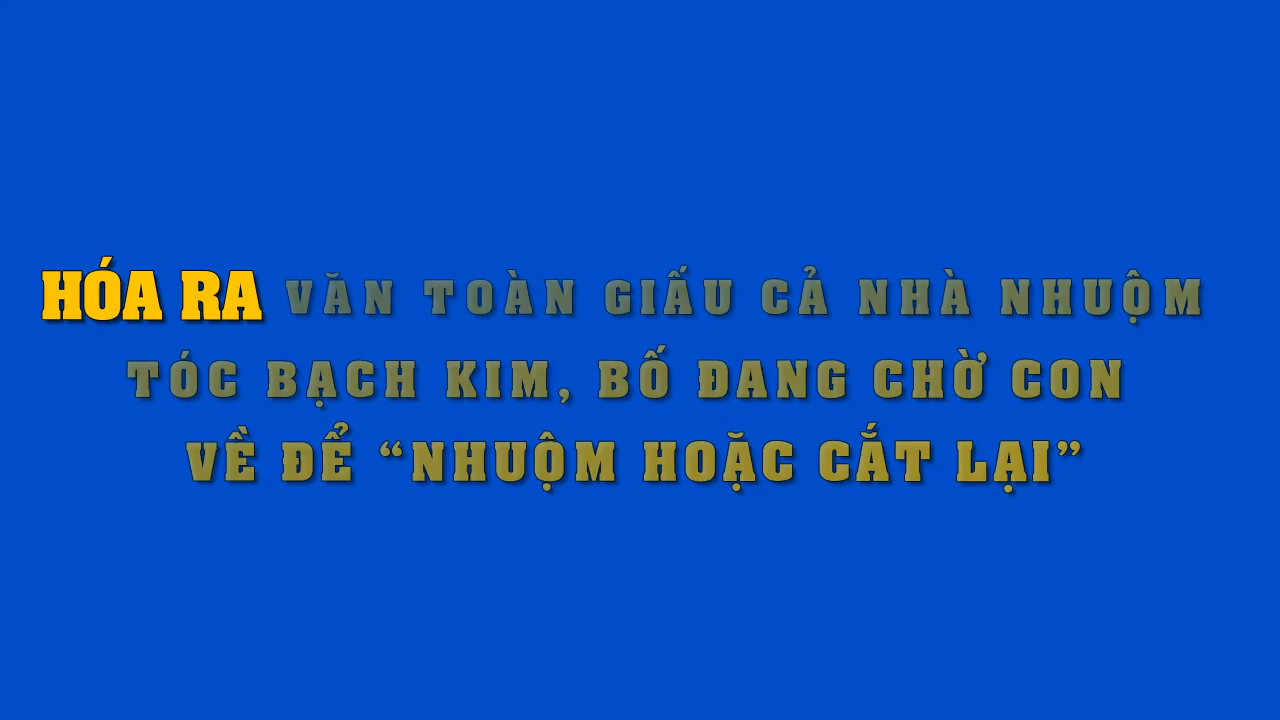 HÓA RA VĂN TOÀN GIẤU CẢ NHÀ NHUỘM
TÓC BẠCH KIM, BỐ ĐANG CHỜ CON
VỀ ĐỂ “NHUỘM HOẶC CẮT LẠI”